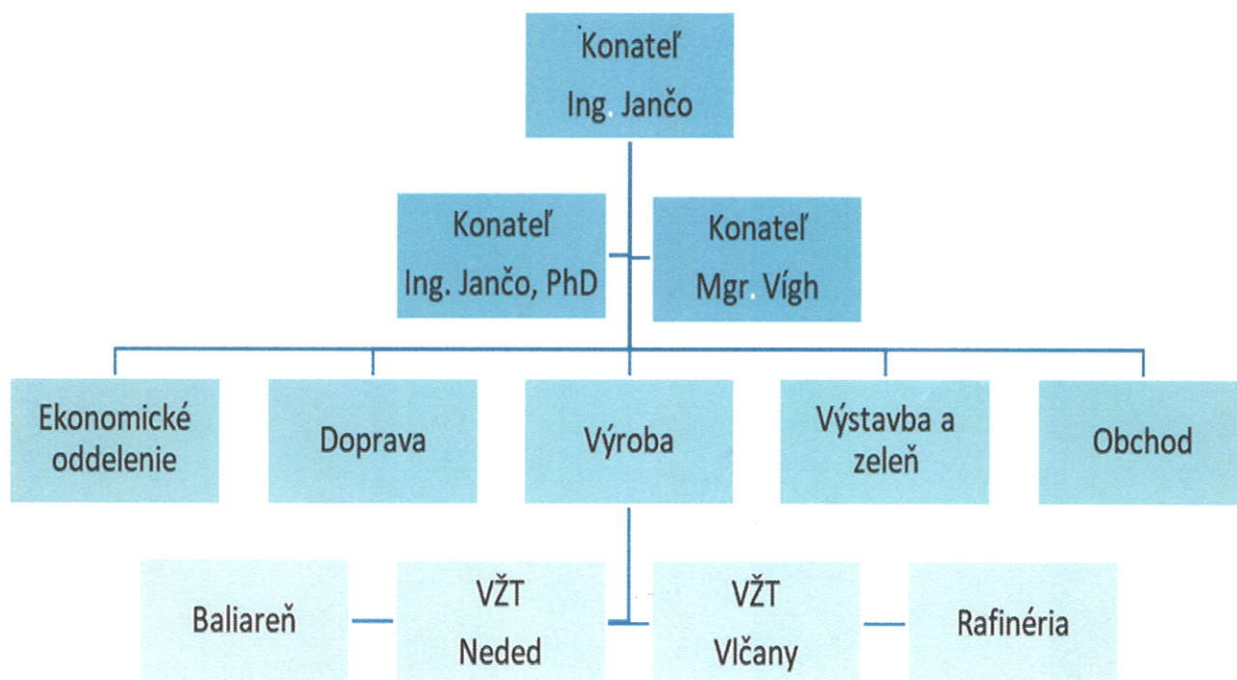 Konateľ
Ing. Jančo
Konateľ
Ing. Jančo, PhD
Konateľ
Mgr. Vígh
Ekonomické
oddelenie
Doprava
Výroba
Výstavba a
zeleň
Obchod
Baliareň
VŽT
Neded
VŽT
Vlčany
Rafinéria